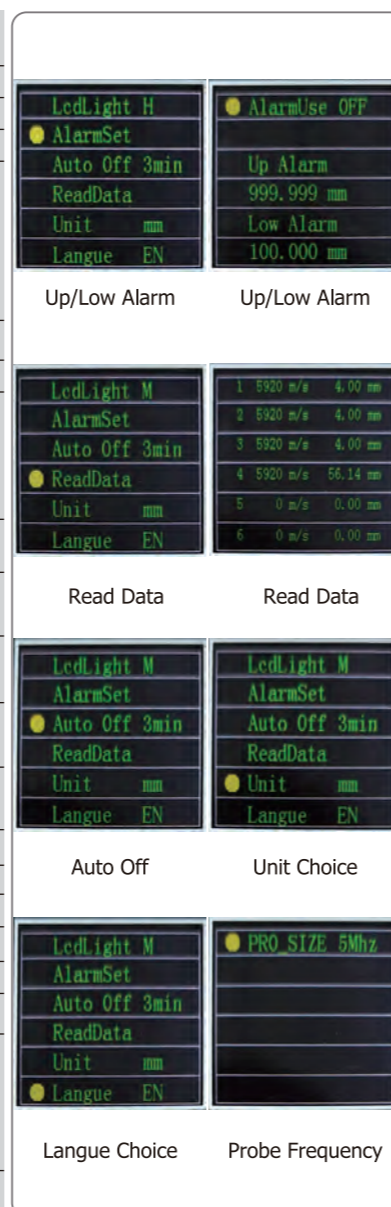 LcdLight H
AlarmSet
Auto Off 3min
ReadData
Unit mm
Langue EN
Up/Low Alarm
AlarmUse OFF
Up Alarm
999.999 mm
Low Alarm
100.000 mm
Up/Low Alarm
LcdLight M
AlarmSet
Auto Off 3min
ReadData
Unit mm
Langue EN
Read Data
1 5920 m/s 4.00 mm
2 5920 m/s 4.00 mm
3 5920 m/s 4.00 mm
4 5920 m/s 56.14 mm
5 0 m/s 0.00 mm
6 0 m/s 0.00 mm
Read Data
LcdLight M
AlarmSet
Auto Off 3min
ReadData
Unit mm
Langue EN
Auto Off
LcdLight M
AlarmSet
Auto Off 3min
ReadData
Unit mm
Langue EN
Unit Choice
LcdLight M
AlarmSet
Auto Off 3min
ReadData
Unit mm
Langue EN
Langue Choice
PRO_SIZE 5Mhz
Probe Frequency